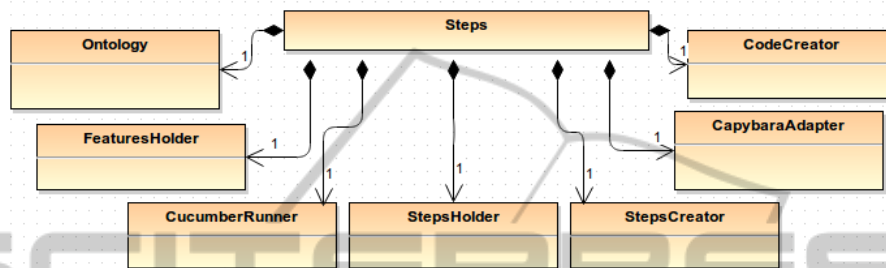 Steps
Ontology
1
1
CodeCreator
FeaturesHolder
1
1
CapybaraAdapter
1
1
1
CucumberRunner
StepsHolder
StepsCreator